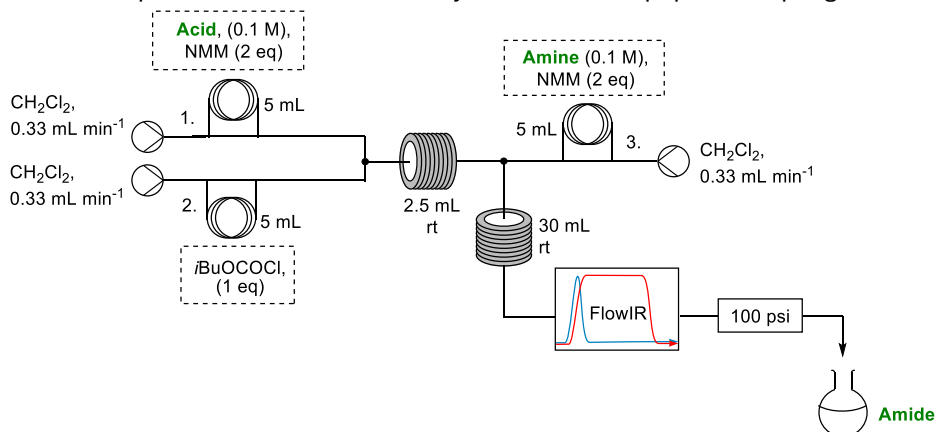 Acid, (0.1 M),
NMM (2 eq)
CH2Cl2,
0.33 mL min-1
1.
5 mL
CH2Cl2,
0.33 mL min-1
2.
5 mL
iBuOCOCl,
(1 eq)
2.5 mL
rt
Amine (0.1 M),
NMM (2 eq)
5 mL
3.
CH2Cl2,
0.33 mL min-1
30 mL
rt
FlowIR
100 psi
Amide